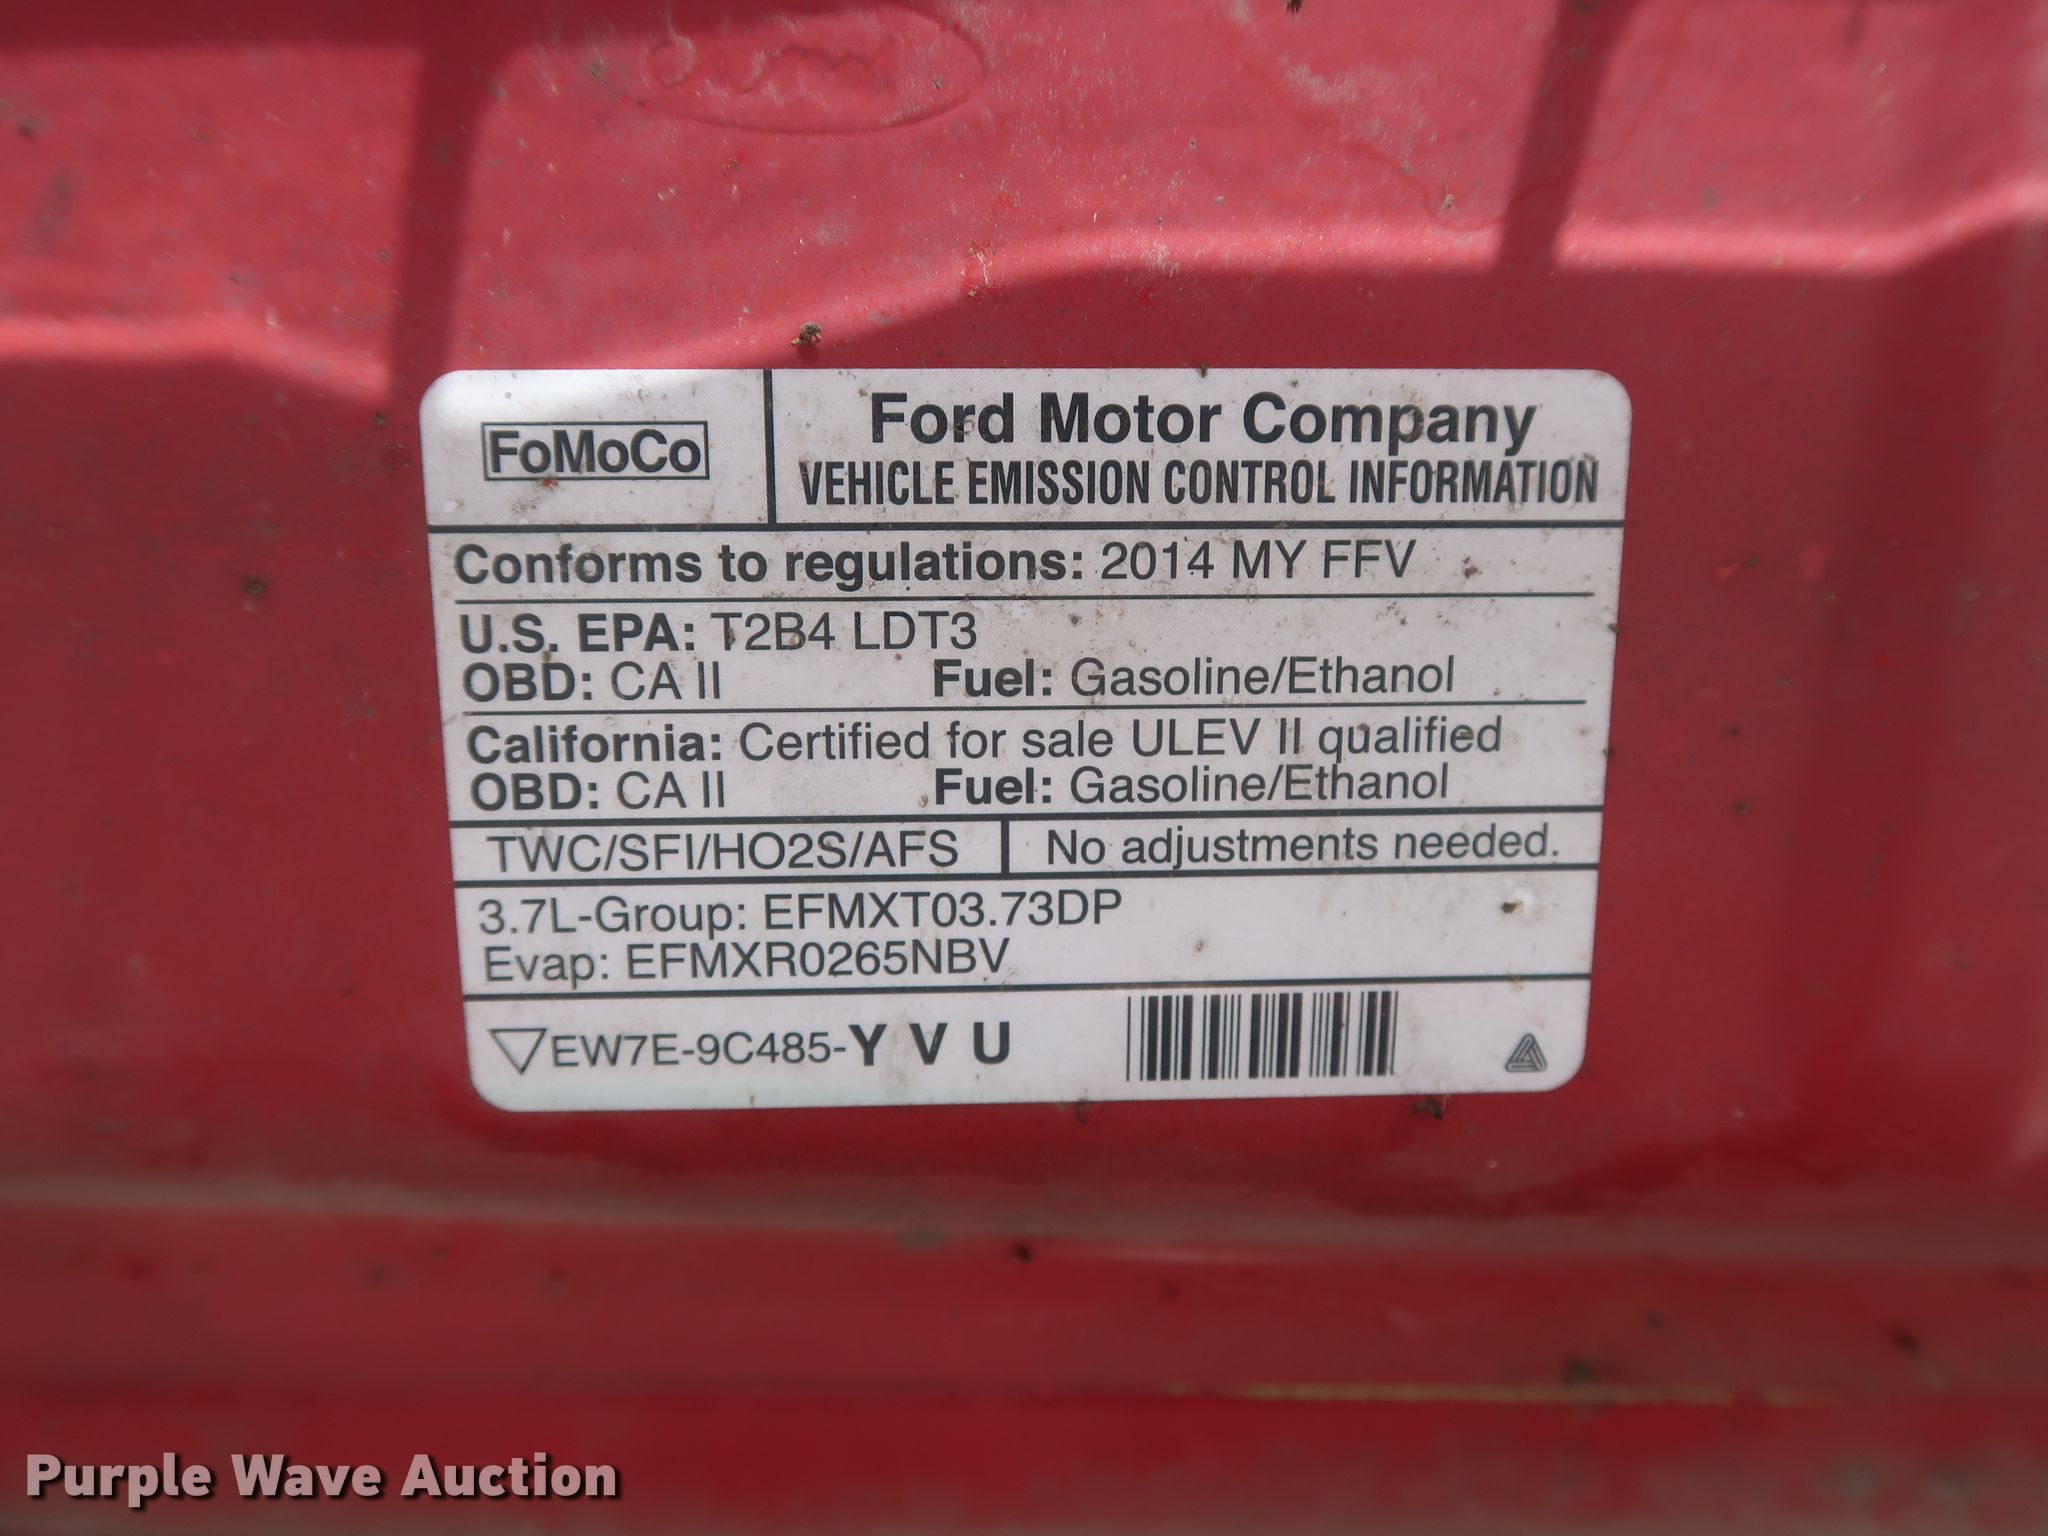 Ford
FoMoCo
Ford Motor Company
VEHICLE EMISSION CONTROL INFORMATION
Conforms to regulations: 2014 MY FFV
U.S. EPA: T2B4 LDT3
OBD: CA II Fuel: Gasoline/Ethanol
California: Certified for sale ULEV II qualified
OBD: CA II Fuel: Gasoline/Ethanol
TWC/SFI/HO2S/AFS No adjustments needed.
3.7L-Group: EFMXT03.73DP
Evap: EFMXR0265NBV
EW7E-9C485-Y V U
Purple Wave Auction